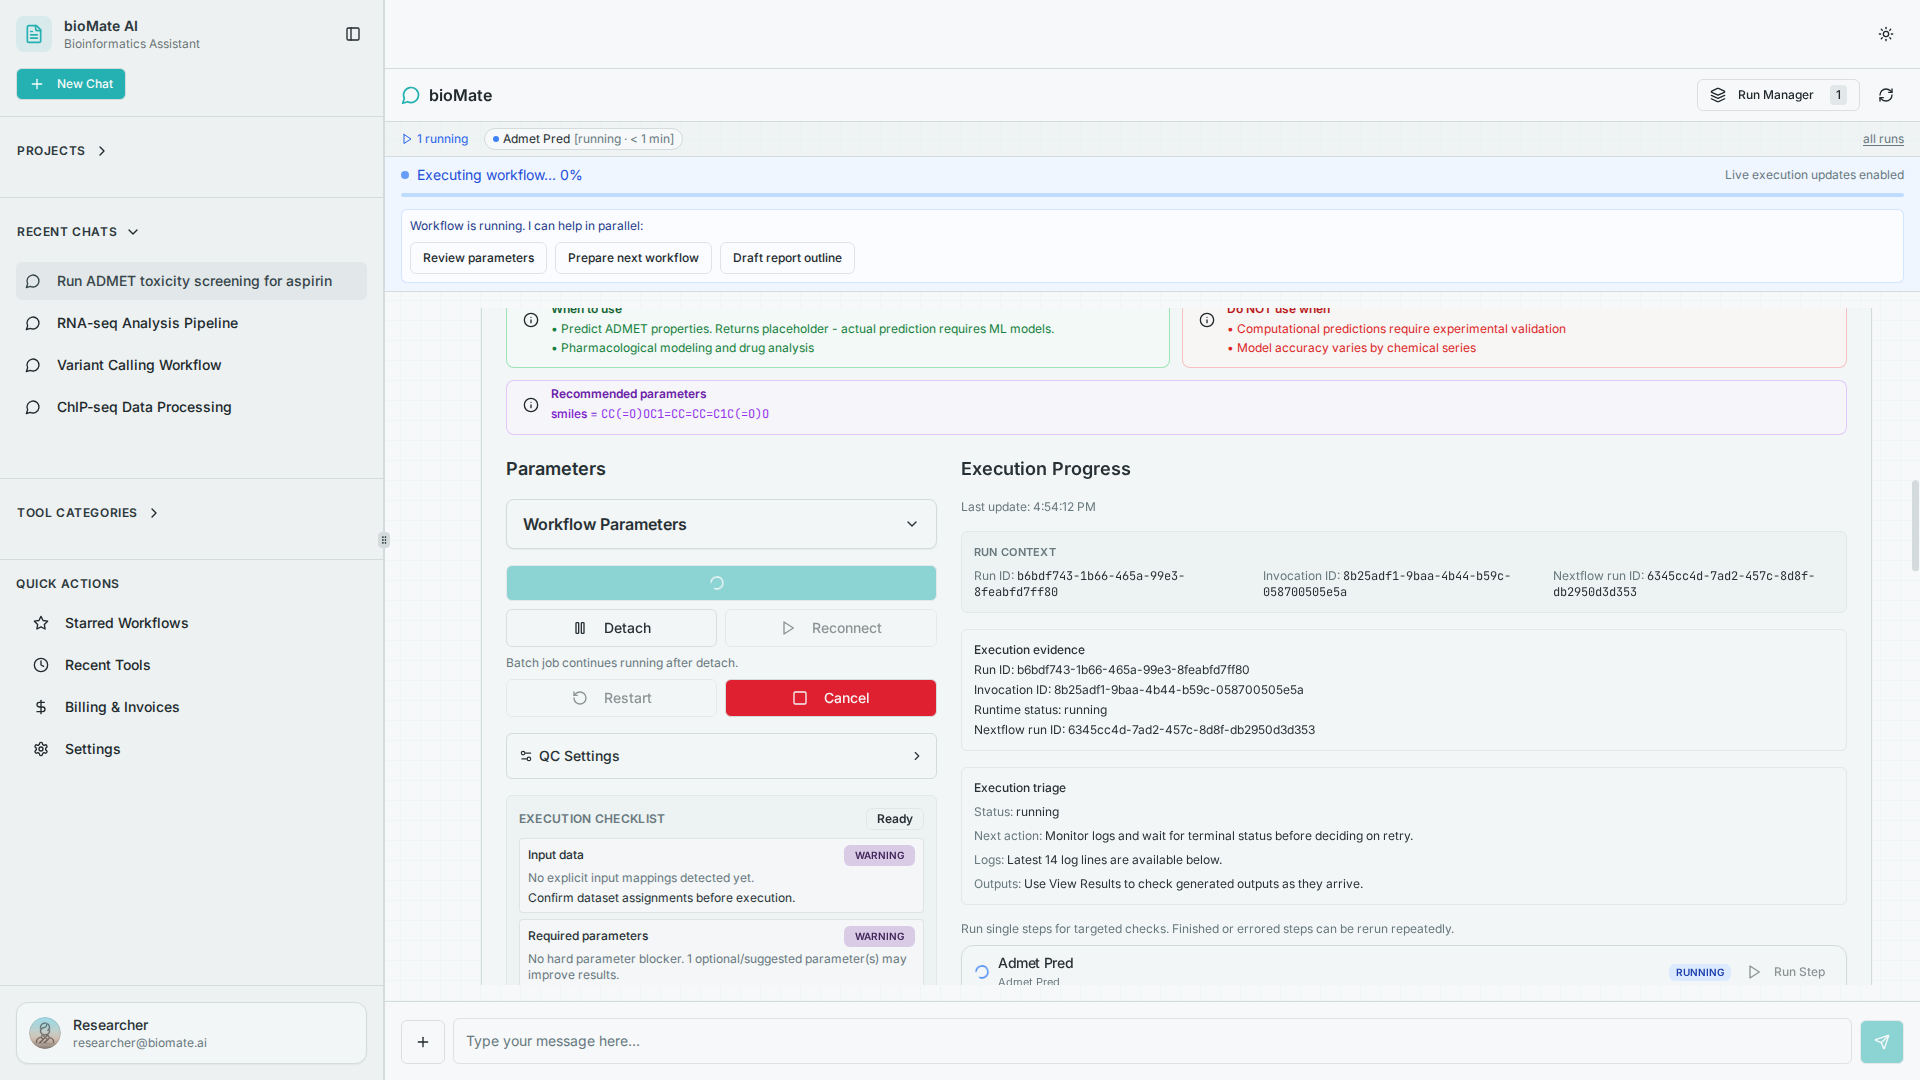 bioMate AI
Bioinformatics Assistant
New Chat
PROJECTS
RECENT CHATS
Run ADMET toxicity screening for aspirin
RNA-seq Analysis Pipeline
Variant Calling Workflow
ChIP-seq Data Processing
TOOL CATEGORIES
QUICK ACTIONS
Starred Workflows
Recent Tools
Billing & Invoices
Settings
Researcher
researcher@biomate.ai
bioMate
Run Manager 1
1 running
Admet Pred [running · < 1 min]
all runs
Executing workflow... 0%
Live execution updates enabled
Workflow is running. I can help in parallel:
Review parameters
Prepare next workflow
Draft report outline
When to use
• Predict ADMET properties. Returns placeholder - actual prediction requires ML models.
• Pharmacological modeling and drug analysis
Do NOT use when
• Computational predictions require experimental validation
• Model accuracy varies by chemical series
Recommended parameters
smiles = CC(=O)OC1=CC=CC=C1C(=O)O
Parameters
Workflow Parameters
Detach
Reconnect
Batch job continues running after detach.
Restart
Cancel
QC Settings
EXECUTION CHECKLIST
Ready
Input data
WARNING
No explicit input mappings detected yet.
Confirm dataset assignments before execution.
Required parameters
WARNING
No hard parameter blocker. 1 optional/suggested parameter(s) may
improve results.
Execution Progress
Last update: 4:54:12 PM
RUN CONTEXT
Run ID: b6bdf743-1b66-465a-99e3-
8feabfd7ff80
Invocation ID: 8b25adf1-9baa-4b44-b59c-
058700505e5a
Nextflow run ID: 6345cc4d-7ad2-457c-8d8f-
db2950d3d353
Execution evidence
Run ID: b6bdf743-1b66-465a-99e3-8feabfd7ff80
Invocation ID: 8b25adf1-9baa-4b44-b59c-058700505e5a
Runtime status: running
Nextflow run ID: 6345cc4d-7ad2-457c-8d8f-db2950d3d353
Execution triage
Status: running
Next action: Monitor logs and wait for terminal status before deciding on retry.
Logs: Latest 14 log lines are available below.
Outputs: Use View Results to check generated outputs as they arrive.
Run single steps for targeted checks. Finished or errored steps can be rerun repeatedly.
Admet Pred
Admet Pred
RUNNING
Run Step
Type your message here...